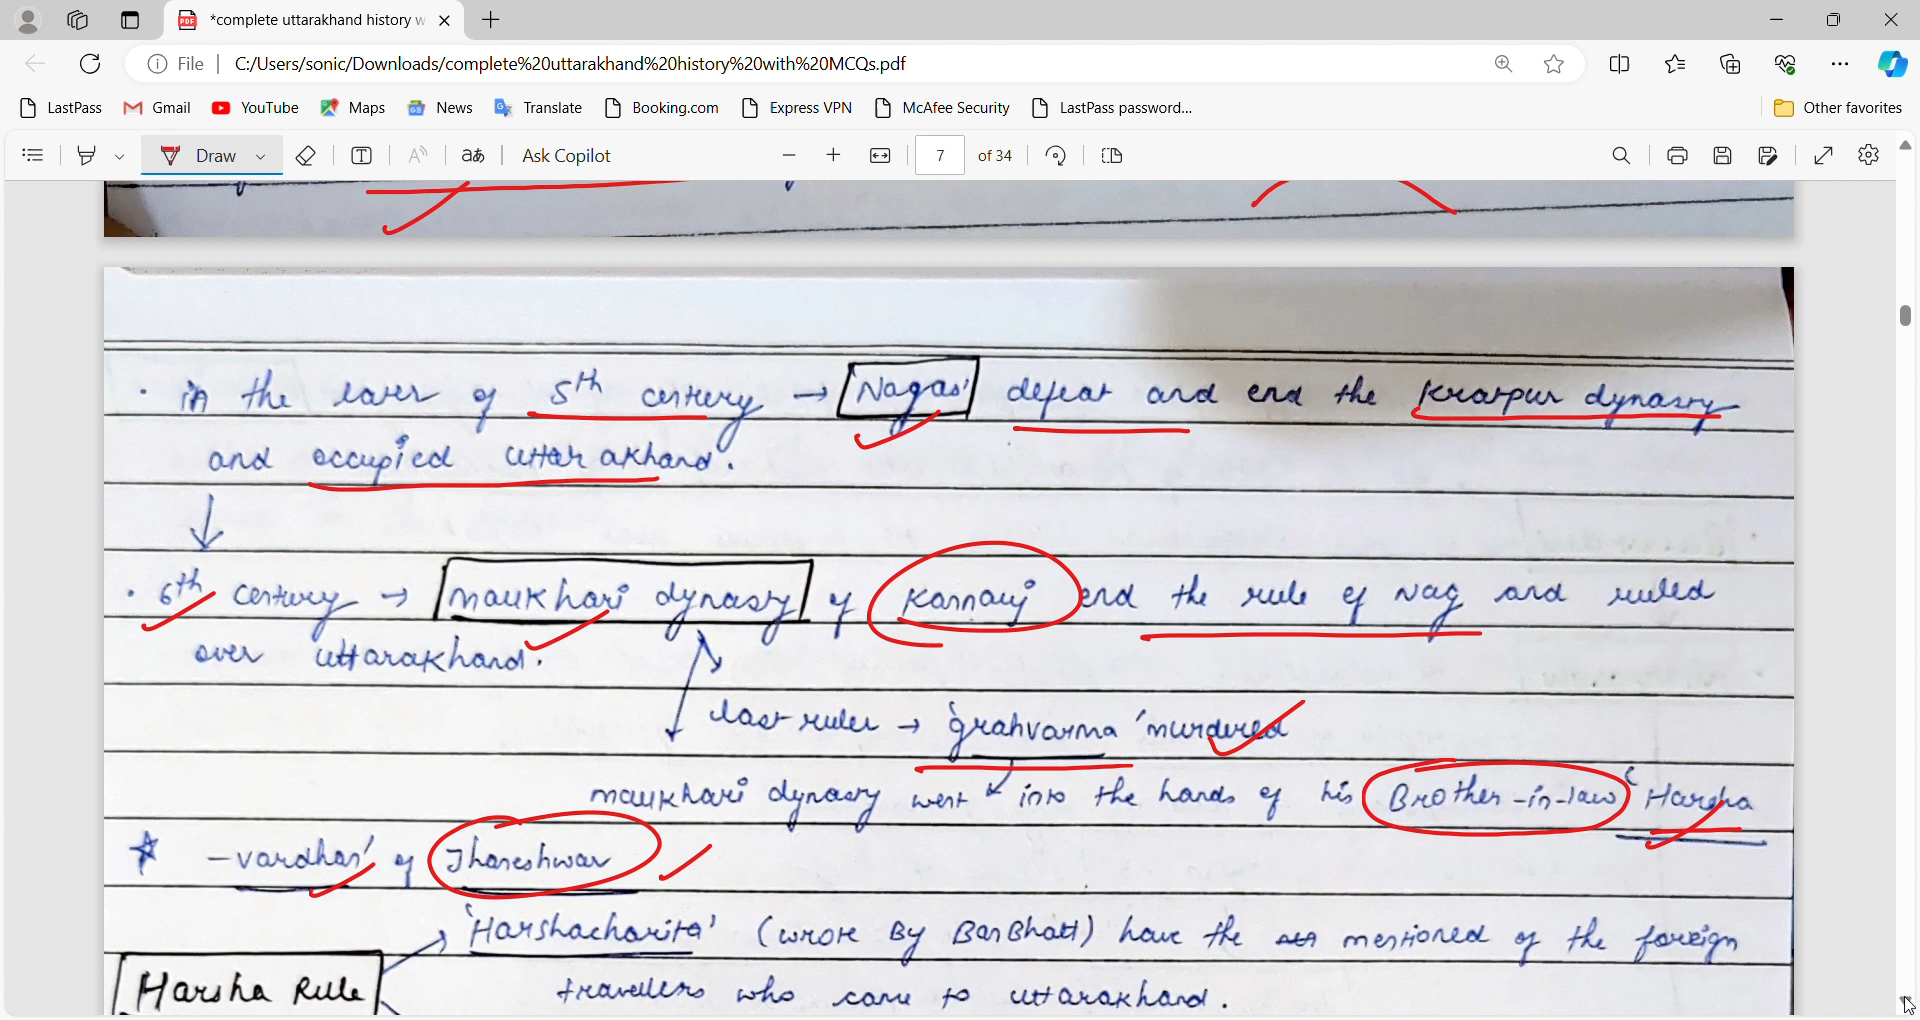 *complete uttarakhand history w
File
C:/Users/sonic/Downloads/complete%20uttarakhand%20history%20with%20MCQs.pdf
LastPass
Gmail
YouTube
Maps
News
Translate
Booking.com
Express VPN
McAfee Security
LastPass password...
Other favorites
Draw
Ask Copilot
7
of 34
· in the later of 5th century → 'Nagas' defeat and end the Kratpur dynasty
and occupied uttarakhand.
· 6th century → maukhari dynasty of Kannauj end the rule of Nag and ruled
over uttarakhand.
last ruler → 'grahvarma' murdered
maukhari dynasty went into the hands of his Brother-in-law 'Harsha
-vardhan' of Thaneshwar
'Harshacharita' (wrote By BanBhatt) have the mentioned of the foreign
Harsha Rule
travellers who came to uttarakhand.